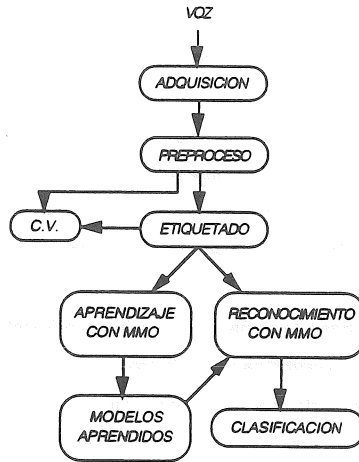 VOZ
ADQUISICION
PREPROCESO
C.V.
ETIQUETADO
APRENDIZAJE
CON MMO
RECONOCIMIENTO
CON MMO
MODELOS
APRENDIDOS
CLASIFICACION